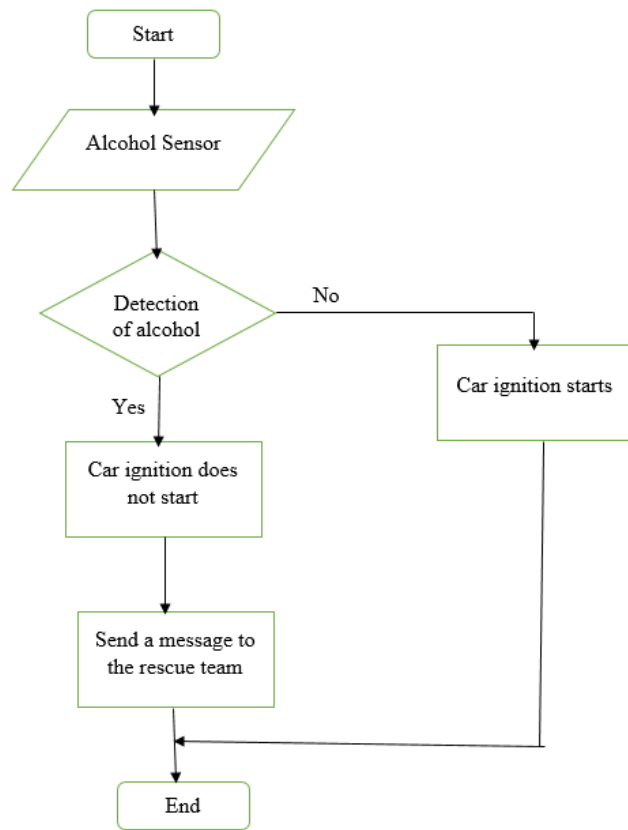 Start
Alcohol Sensor
Detection
of alcohol
No
Car ignition starts
Yes
Car ignition does
not start
Send a message to
the rescue team
End